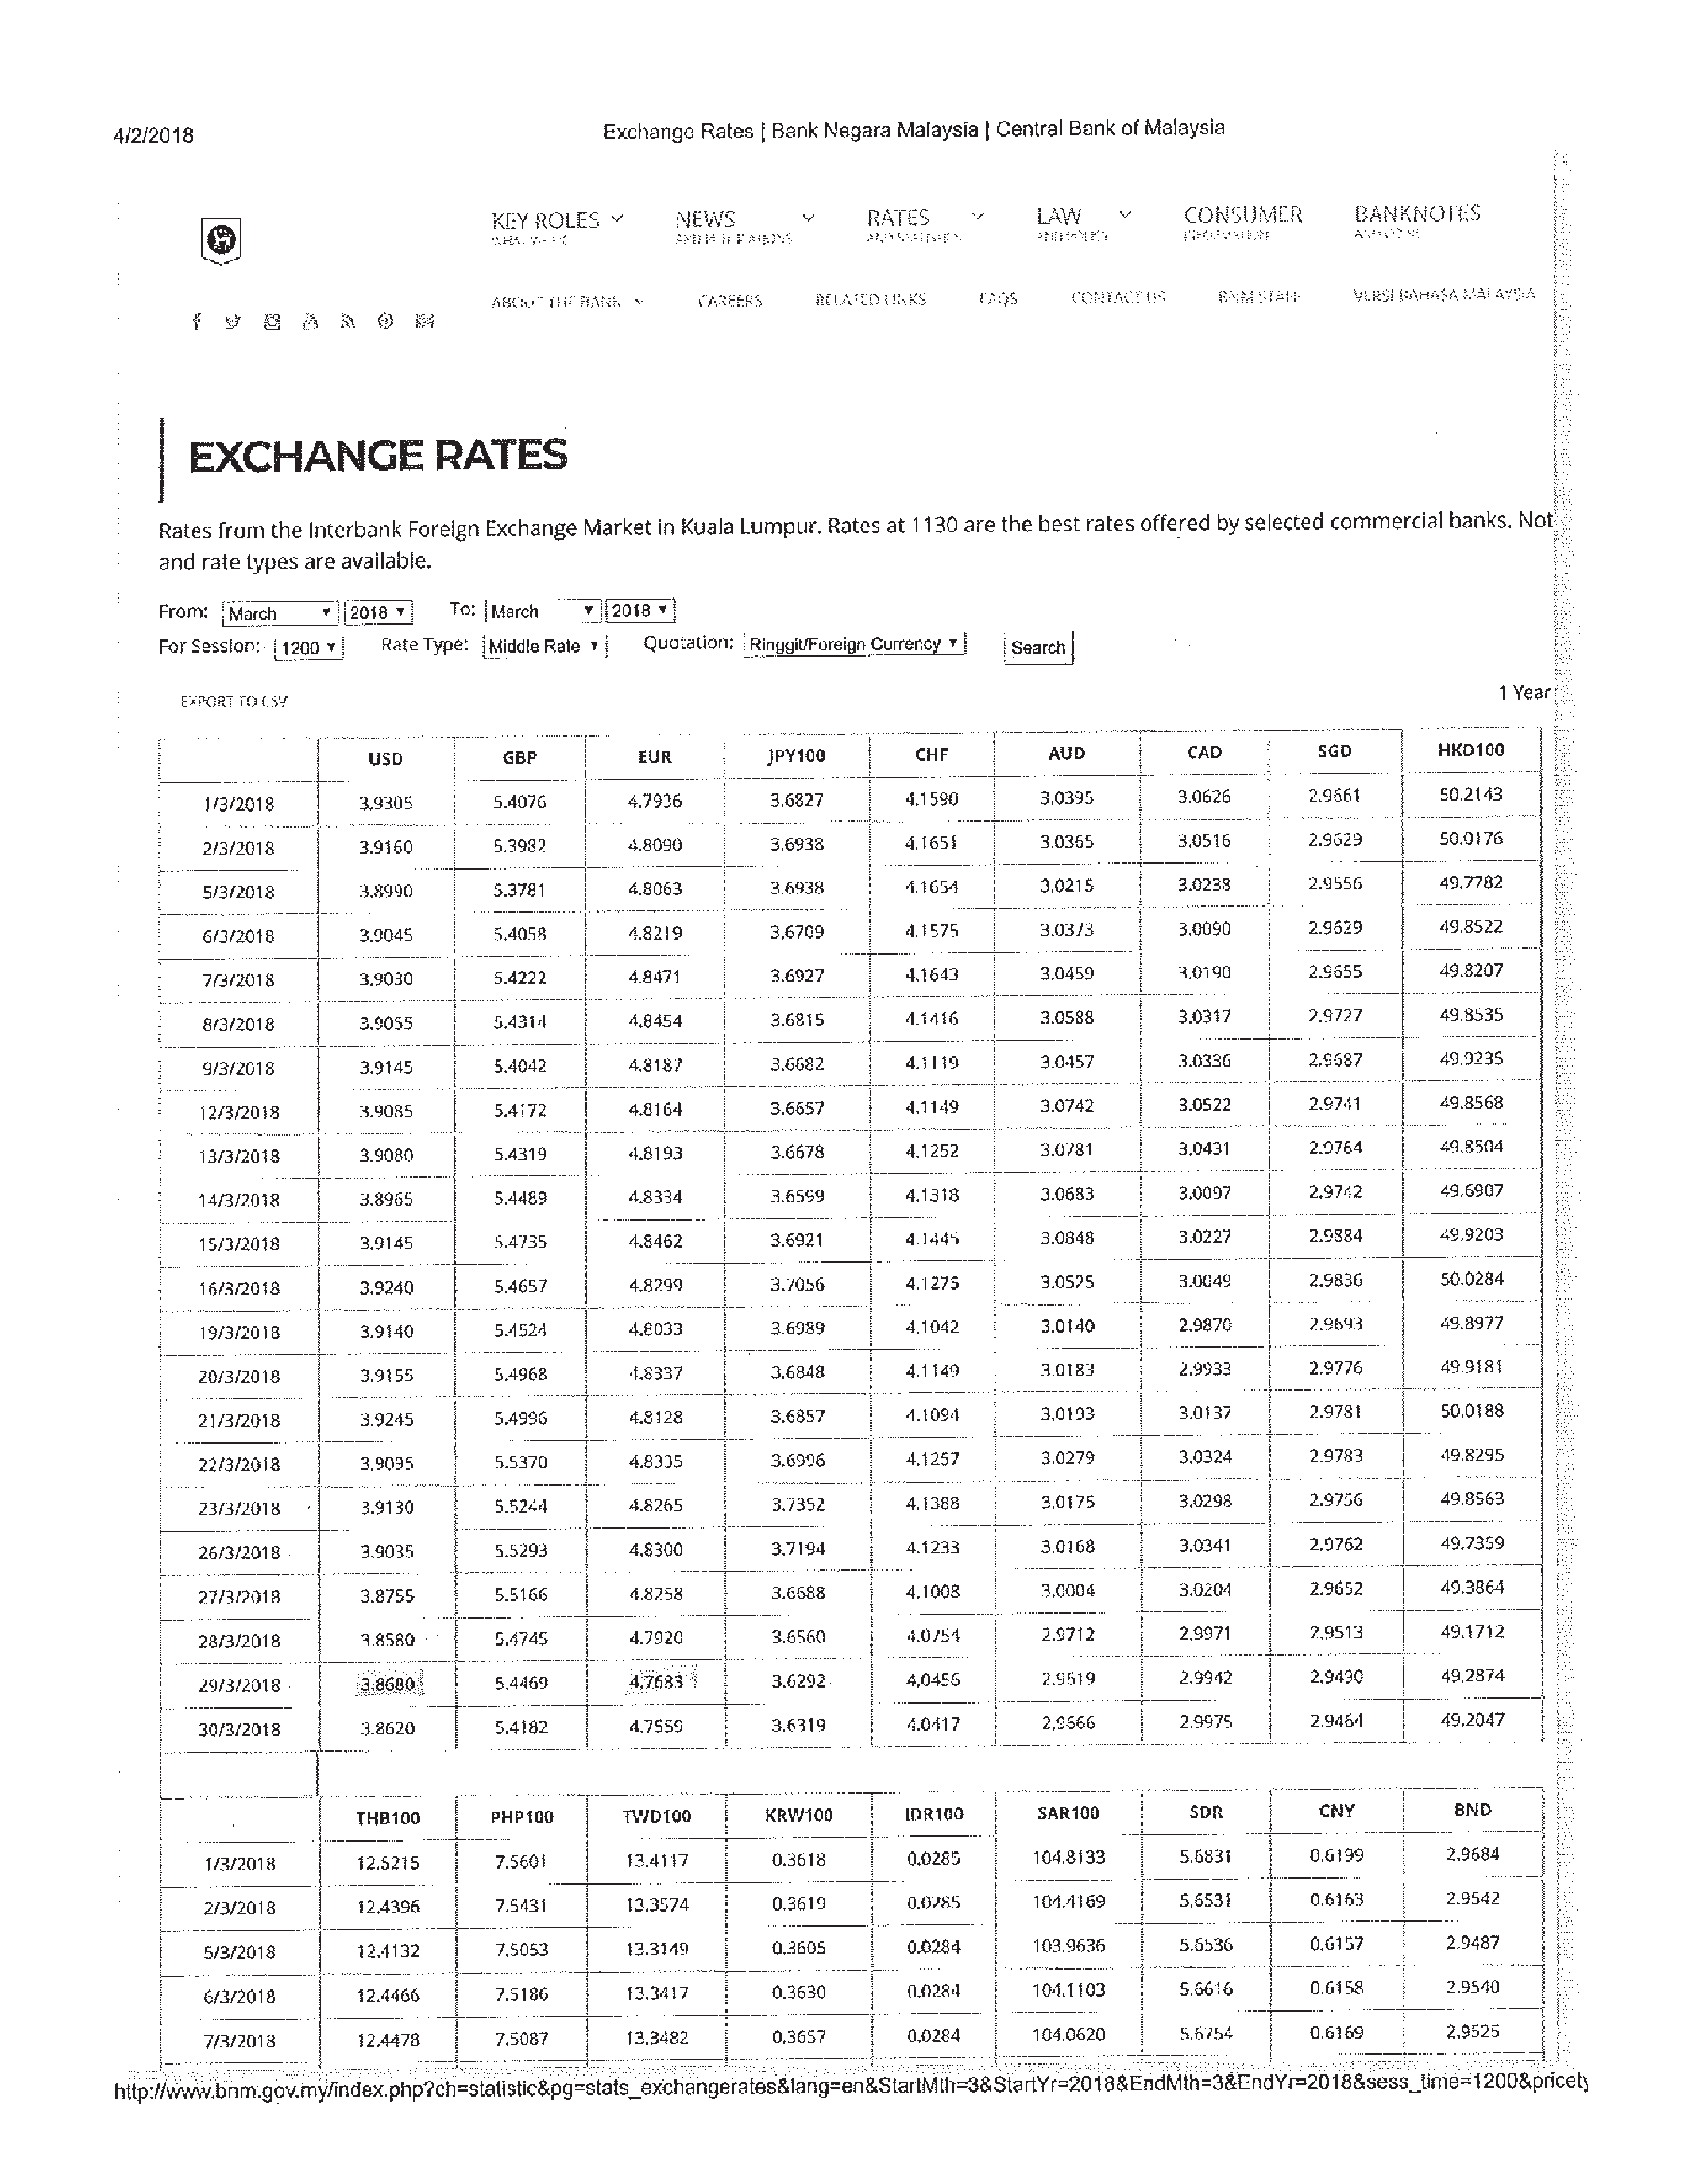 4/2/2018 Exchange Rates | Bank Negara Malaysia | Central Bank of Malaysia
KEY ROLES NEWS RATES LAW CONSUMER BANKNOTES
WHAT WE DO AND PUBLICATIONS AND STATISTICS AND POLICY INFORMATION AND COINS
ABOUT THE BANK CAREERS RELATED LINKS FAQS CONTACT US BNM STAFF VERSI BAHASA MALAYSIA
EXCHANGE RATES
Rates from the Interbank Foreign Exchange Market in Kuala Lumpur. Rates at 1130 are the best rates offered by selected commercial banks. Not
and rate types are available.
From: March 2018 To: March 2018
For Session: 1200 Rate Type: Middle Rate Quotation: Ringgit/Foreign Currency Search
EXPORT TO CSV 1 Year
USD GBP EUR JPY100 CHF AUD CAD SGD HKD100
1/3/2018 3.9305 5.4076 4.7936 3.6827 4.1590 3.0395 3.0626 2.9661 50.2143
2/3/2018 3.9160 5.3982 4.8090 3.6938 4.1651 3.0365 3.0516 2.9629 50.0176
5/3/2018 3.8990 5.3781 4.8063 3.6938 4.1654 3.0215 3.0238 2.9556 49.7782
6/3/2018 3.9045 5.4058 4.8219 3.6709 4.1575 3.0373 3.0090 2.9629 49.8522
7/3/2018 3.9030 5.4222 4.8471 3.6927 4.1643 3.0459 3.0190 2.9655 49.8207
8/3/2018 3.9055 5.4314 4.8454 3.6815 4.1416 3.0588 3.0317 2.9727 49.8535
9/3/2018 3.9145 5.4042 4.8187 3.6682 4.1119 3.0457 3.0336 2.9687 49.9235
12/3/2018 3.9085 5.4172 4.8164 3.6657 4.1149 3.0742 3.0522 2.9741 49.8568
13/3/2018 3.9080 5.4319 4.8193 3.6678 4.1252 3.0781 3.0431 2.9764 49.8504
14/3/2018 3.8965 5.4489 4.8334 3.6599 4.1318 3.0683 3.0097 2.9742 49.6907
15/3/2018 3.9145 5.4735 4.8462 3.6921 4.1445 3.0848 3.0227 2.9884 49.9203
16/3/2018 3.9240 5.4657 4.8299 3.7056 4.1275 3.0525 3.0049 2.9836 50.0284
19/3/2018 3.9140 5.4524 4.8033 3.6989 4.1042 3.0140 2.9870 2.9693 49.8977
20/3/2018 3.9155 5.4968 4.8337 3.6848 4.1149 3.0183 2.9933 2.9776 49.9181
21/3/2018 3.9245 5.4996 4.8128 3.6857 4.1094 3.0193 3.0137 2.9781 50.0188
22/3/2018 3.9095 5.5370 4.8335 3.6996 4.1257 3.0279 3.0324 2.9783 49.8295
23/3/2018 3.9130 5.5244 4.8265 3.7352 4.1388 3.0175 3.0298 2.9756 49.8563
26/3/2018 3.9035 5.5293 4.8300 3.7194 4.1233 3.0168 3.0341 2.9762 49.7359
27/3/2018 3.8755 5.5166 4.8258 3.6688 4.1008 3.0004 3.0204 2.9652 49.3864
28/3/2018 3.8580 5.4745 4.7920 3.6560 4.0754 2.9712 2.9971 2.9513 49.1712
29/3/2018 3.8680 5.4469 4.7683 3.6292 4.0456 2.9619 2.9942 2.9490 49.2874
30/3/2018 3.8620 5.4182 4.7559 3.6319 4.0417 2.9666 2.9975 2.9464 49.2047
THB100 PHP100 TWD100 KRW100 IDR100 SAR100 SDR CNY BND
1/3/2018 12.5215 7.5601 13.4117 0.3618 0.0285 104.8133 5.6831 0.6199 2.9684
2/3/2018 12.4396 7.5431 13.3574 0.3619 0.0285 104.4169 5.6531 0.6163 2.9542
5/3/2018 12.4132 7.5053 13.3149 0.3605 0.0284 103.9636 5.6536 0.6157 2.9487
6/3/2018 12.4466 7.5186 13.3417 0.3630 0.0284 104.1103 5.6616 0.6158 2.9540
7/3/2018 12.4478 7.5087 13.3482 0.3657 0.0284 104.0620 5.6754 0.6169 2.9525
http://www.bnm.gov.my/index.php?ch=statistic&pg=stats_exchangerates&lang=en&StartMth=3&StartYr=2018&EndMth=3&EndYr=2018&sess_time=1200&pricety